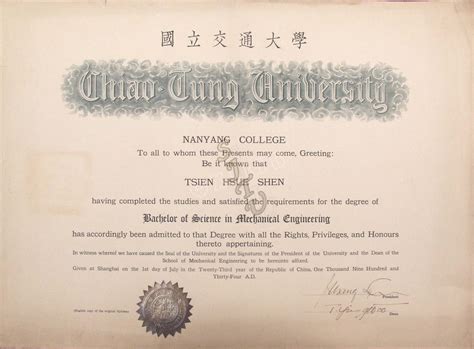 國立交通大學
Chiao-Tung University
NANYANG COLLEGE
To all to whom these Presents may come, Greeting:
Be it known that
TSIEN HSUE SHEN
having completed the studies and satisfied the requirements for the degree of
Bachelor of Science in Mechanical Engineering
has accordingly been admitted to that Degree with all the Rights, Privileges, and Honours
thereto appertaining.
In witness whereof we have caused the Seal of the University and the Signatures of the President of the University and the Dean of the
School of Mechanical Engineering to be hereunto affixed.
Given at Shanghai on the 1st day of July in the Twenty-Third year of the Republic of China, One Thousand Nine Hundred and
Thirty-Four A.D.
President
Dean